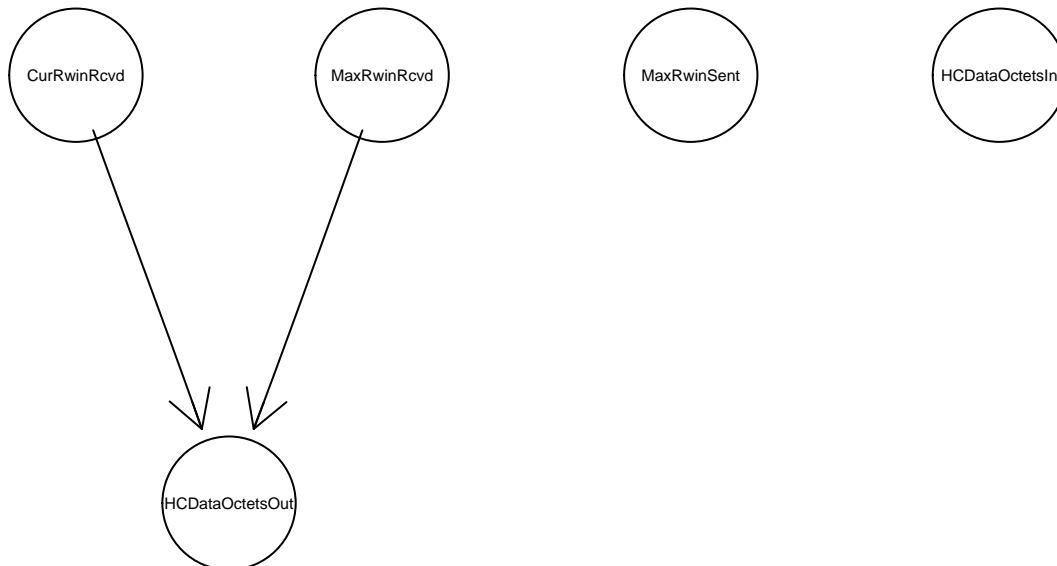 CurRwinRcvd
MaxRwinRcvd
MaxRwinSent
HCDataOctetsIn
HCDataOctetsOut